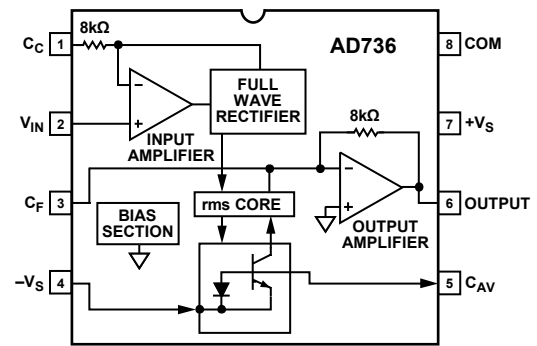 8kΩ
CC 1
AD736
8 COM
FULL
WAVE
RECTIFIER
8kΩ
VIN 2
−
+
INPUT
AMPLIFIER
7 +VS
CF 3
rms CORE
−
+
OUTPUT
AMPLIFIER
6 OUTPUT
BIAS
SECTION
−VS 4
5 CAV